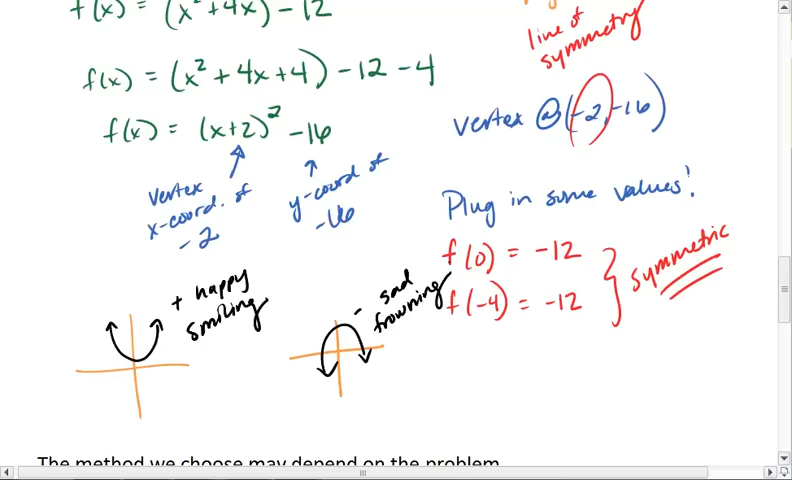 f(x) = (x² + 4x) - 12
line of
symmetry
f(x) = (x² + 4x + 4) - 12 - 4
f(x) = (x+2)² - 16
vertex @ (-2, -16)
vertex
x-coord. of
-2
y-coord of
-16
Plug in some values!
f(0) = -12
f(-4) = -12
symmetric
+ happy
smiling
- sad
frowning
The method we choose may depend on the problem